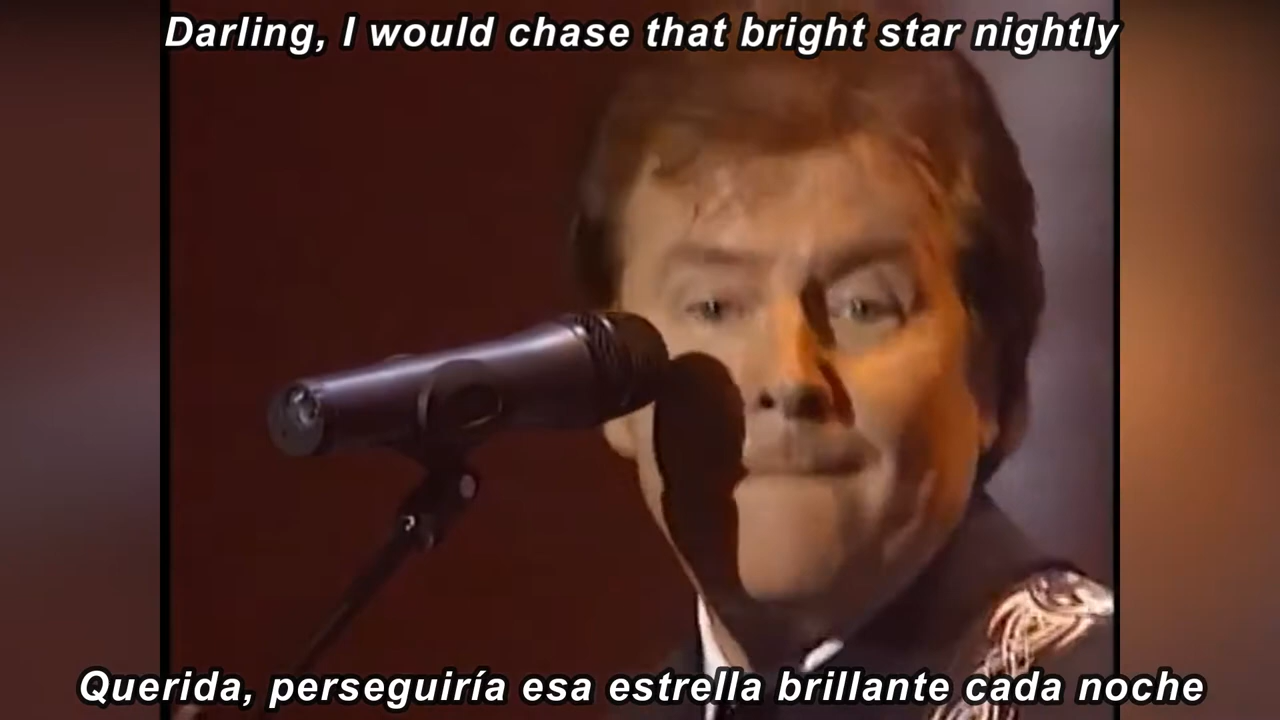 Darling, I would chase that bright star nightly
Querida, perseguiría esa estrella brillante cada noche